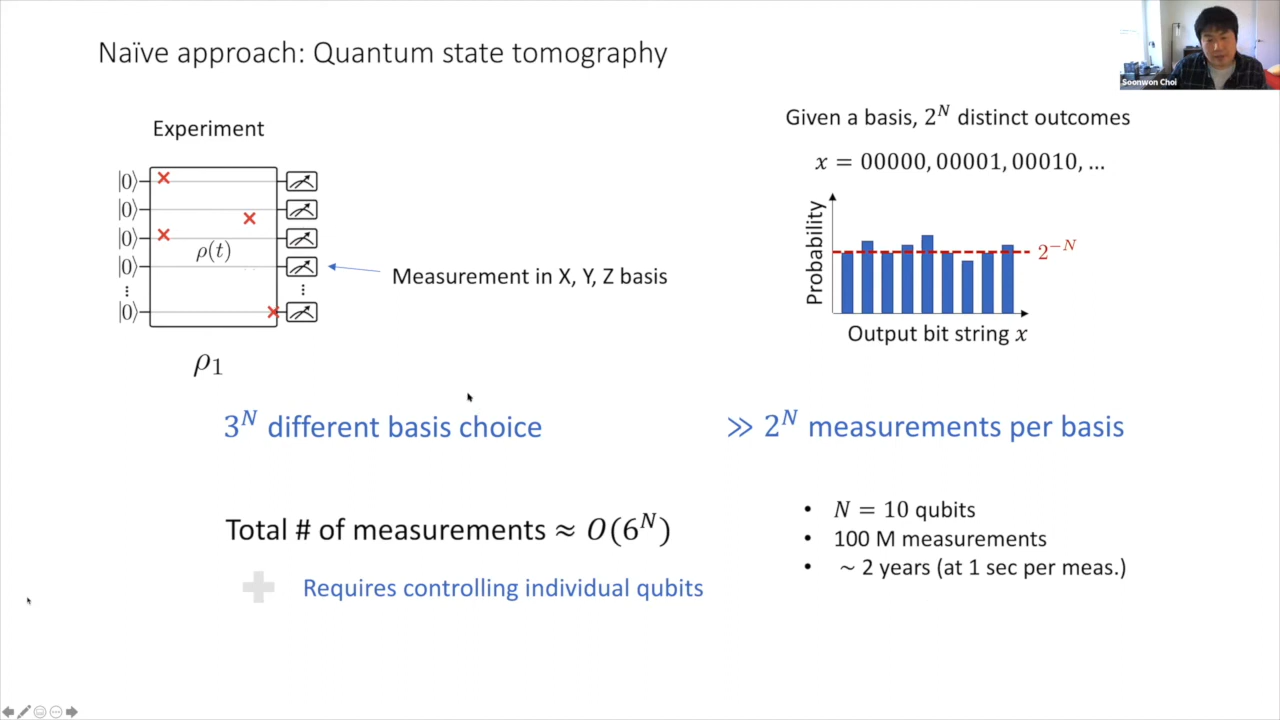 Naïve approach: Quantum state tomography
Soonwon Choi
Experiment
|0⟩
|0⟩
|0⟩
|0⟩
⋮
|0⟩
ρ(t)
⋮
Measurement in X, Y, Z basis
ρ₁
Given a basis, 2^N distinct outcomes
x = 00000, 00001, 00010, ...
Probability
2^−N
Output bit string x
3^N different basis choice
≫ 2^N measurements per basis
Total # of measurements ≈ O(6^N)
Requires controlling individual qubits
• N = 10 qubits
• 100 M measurements
• ~ 2 years (at 1 sec per meas.)